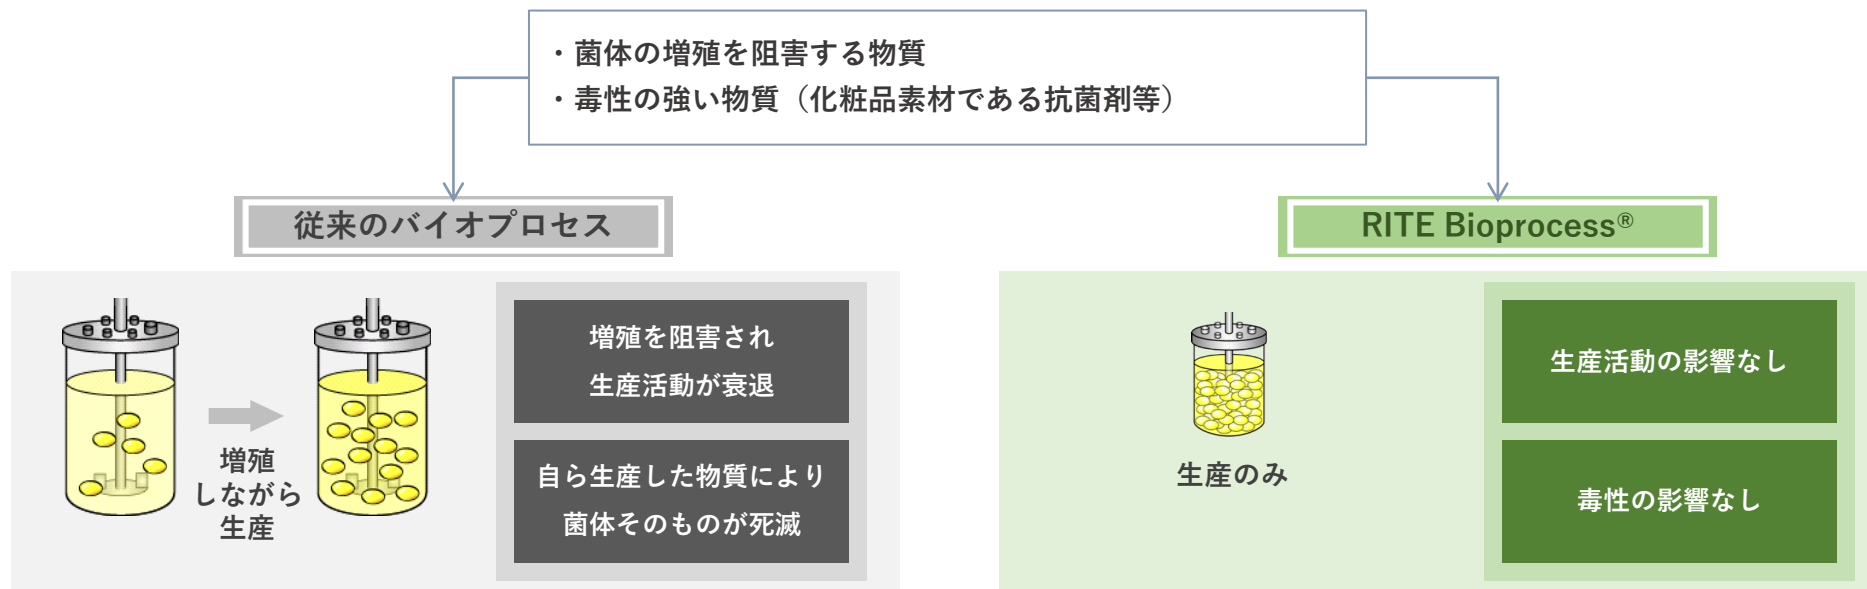 ・菌体の増殖を阻害する物質
・毒性の強い物質（化粧品素材である抗菌剤等）
従来のバイオプロセス
増殖
しながら
生産
増殖を阻害され
生産活動が衰退
自ら生産した物質により
菌体そのものが死滅
RITE Bioprocess®
生産のみ
生産活動の影響なし
毒性の影響なし